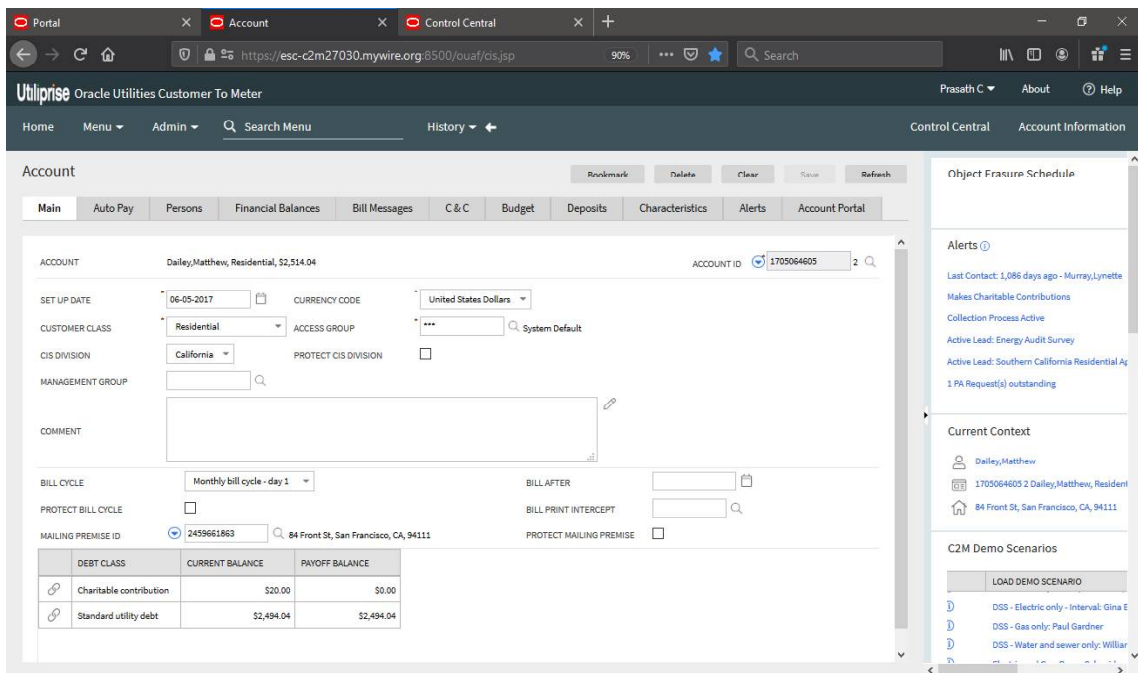 Portal
Account
Control Central
https://esc-c2m27030.mywire.org:8500/ouaf/cis.jsp
90%
Search
Utiliprise Oracle Utilities Customer To Meter
Prasath C
About
Help
Home
Menu
Admin
Search Menu
History
Control Central
Account Information
Account
Bookmark
Delete
Clear
Save
Refresh
Main
Auto Pay
Persons
Financial Balances
Bill Messages
C & C
Budget
Deposits
Characteristics
Alerts
Account Portal
ACCOUNT
Dailey,Matthew, Residential, $2,514.04
ACCOUNT ID
1705064605
2
SET UP DATE
06-05-2017
CURRENCY CODE
United States Dollars
CUSTOMER CLASS
Residential
ACCESS GROUP
***
System Default
CIS DIVISION
California
PROTECT CIS DIVISION
MANAGEMENT GROUP
COMMENT
BILL CYCLE
Monthly bill cycle - day 1
BILL AFTER
PROTECT BILL CYCLE
BILL PRINT INTERCEPT
MAILING PREMISE ID
2459661863
84 Front St, San Francisco, CA, 94111
PROTECT MAILING PREMISE
DEBT CLASS
CURRENT BALANCE
PAYOFF BALANCE
Charitable contribution
$20.00
$0.00
Standard utility debt
$2,494.04
$2,494.04
Object Erasure Schedule
Alerts
Last Contact: 1,086 days ago - Murray,Lynette
Makes Charitable Contributions
Collection Process Active
Active Lead: Energy Audit Survey
Active Lead: Southern California Residential Ap
1 PA Request(s) outstanding
Current Context
Dailey,Matthew
1705064605 2 Dailey,Matthew, Resident
84 Front St, San Francisco, CA, 94111
C2M Demo Scenarios
LOAD DEMO SCENARIO
DSS - Electric only - Interval: Gina E
DSS - Gas only: Paul Gardner
DSS - Water and sewer only: Williar